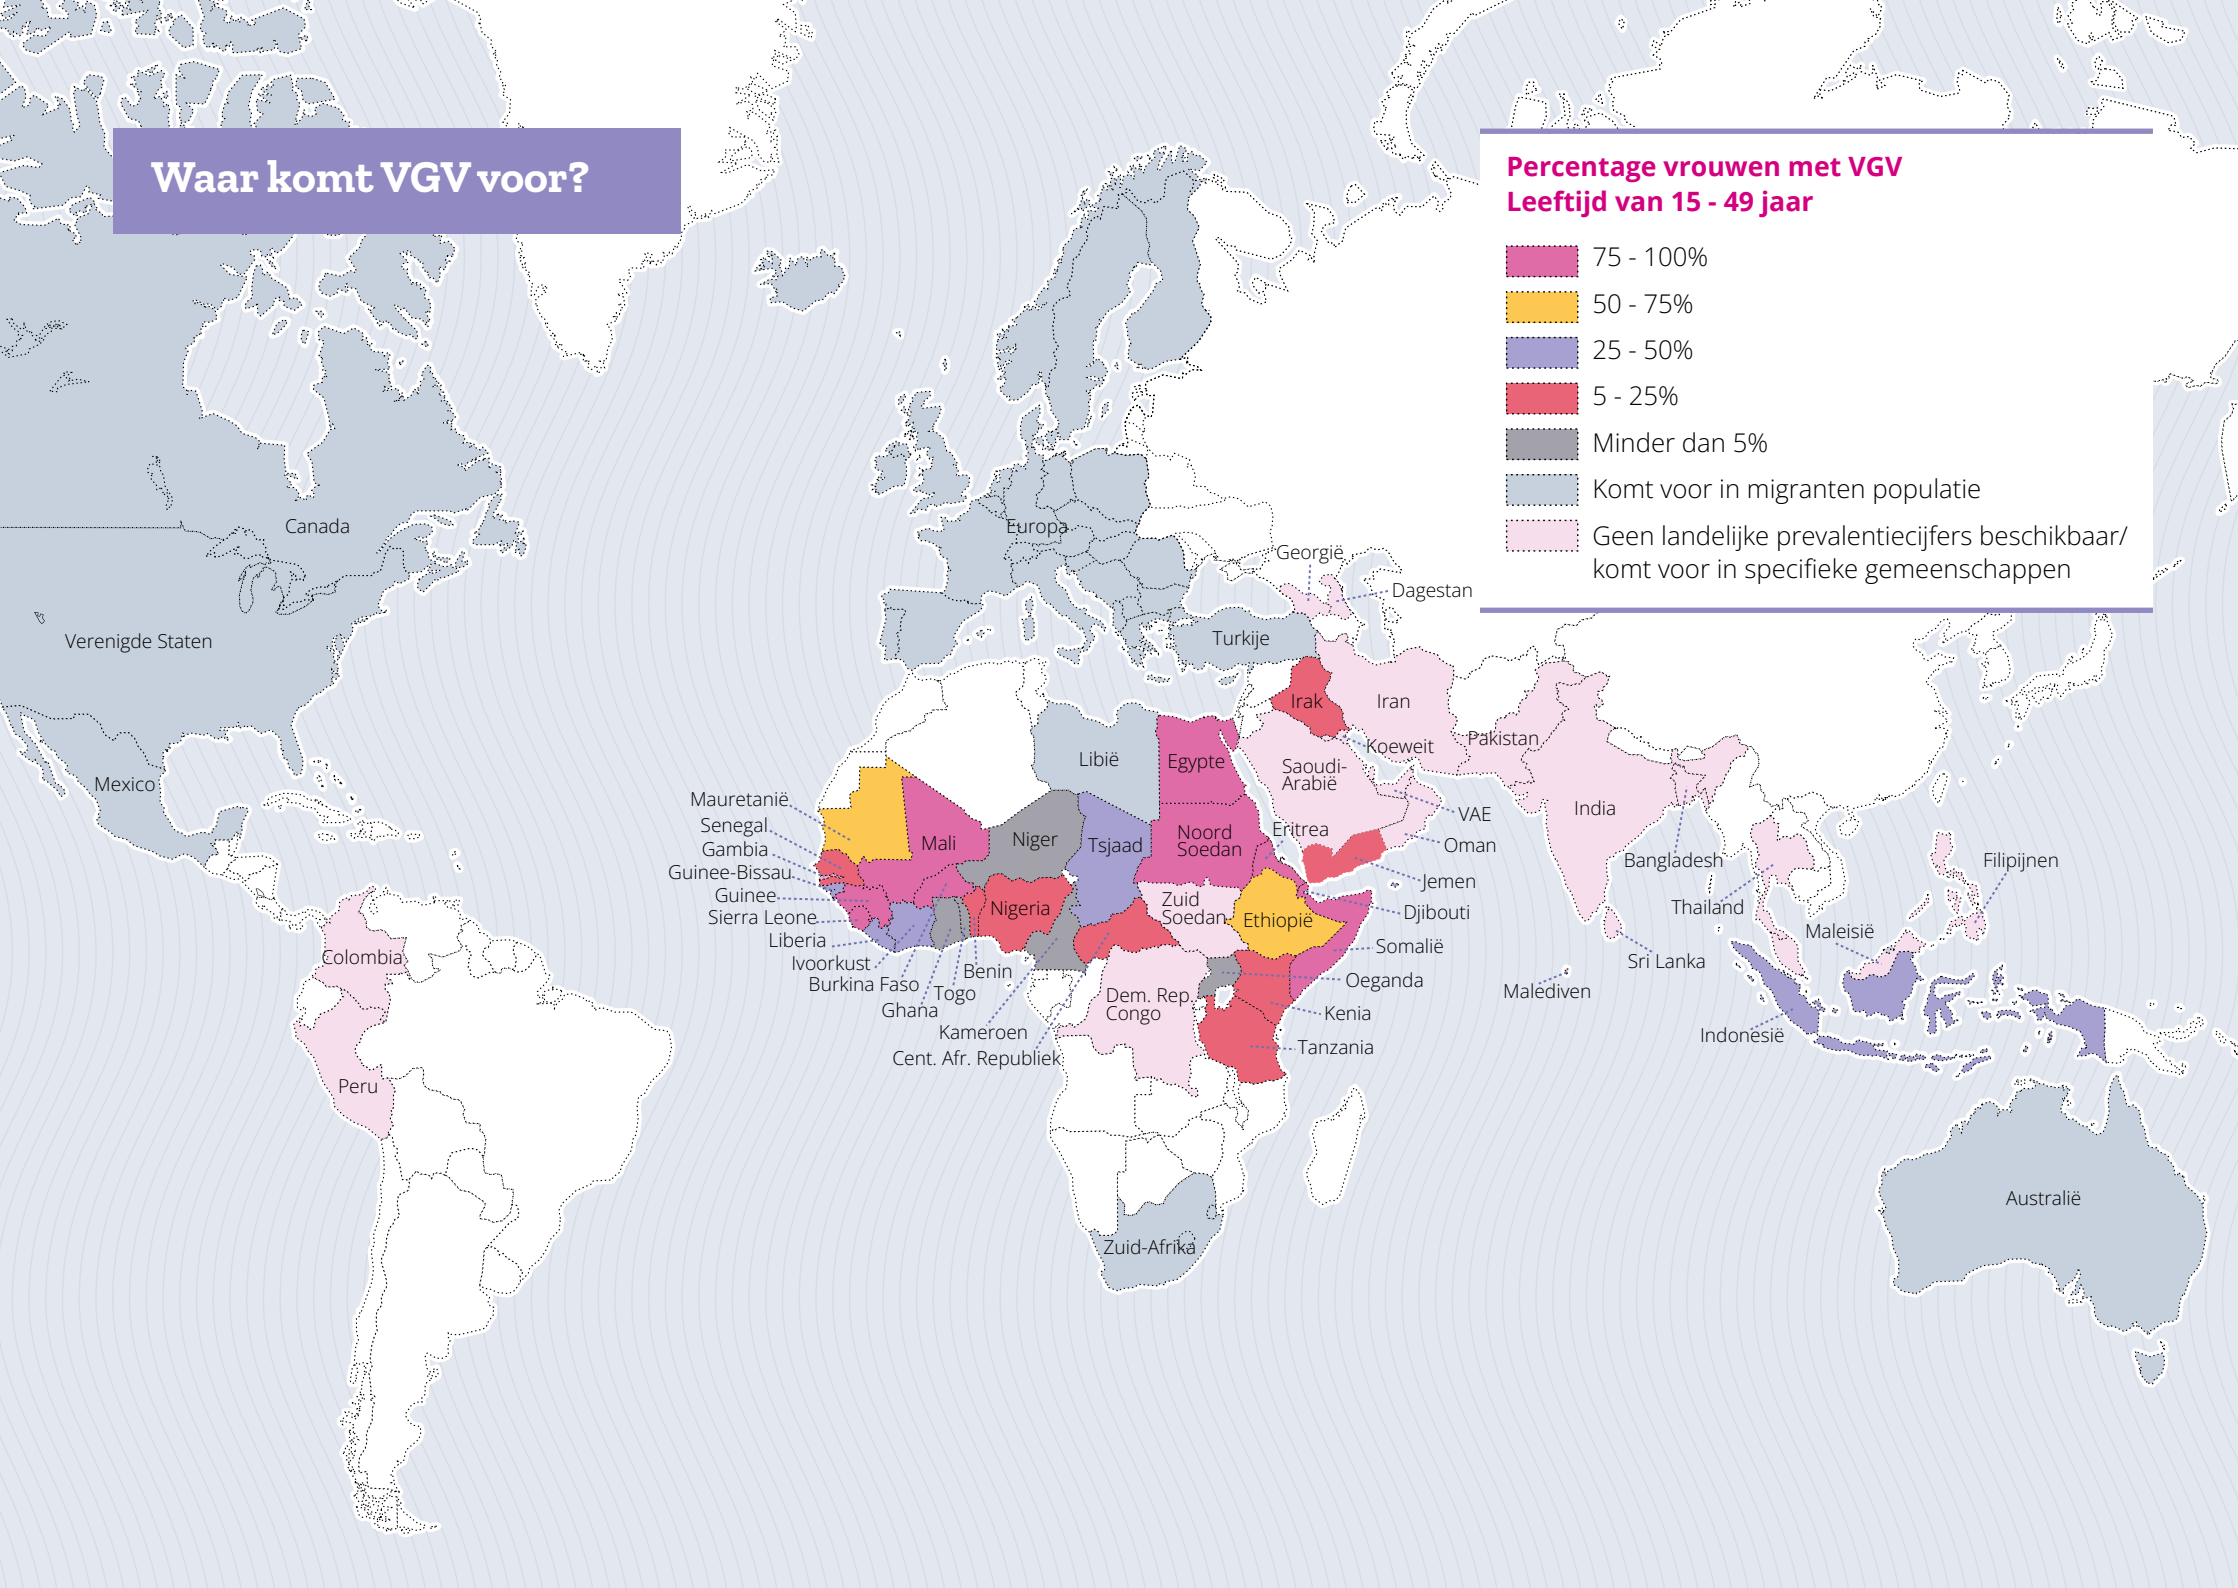 Waar komt VGV voor?
Percentage vrouwen met VGV
Leeftijd van 15 - 49 jaar
75 - 100%
50 - 75%
25 - 50%
5 - 25%
Minder dan 5%
Komt voor in migranten populatie
Geen landelijke prevalentiecijfers beschikbaar/
komt voor in specifieke gemeenschappen
Canada
Verenigde Staten
Mexico
Colombia
Peru
Europa
Georgië
Dagestan
Turkije
Irak
Iran
Koeweit
Pakistan
Saoudi-
Arabië
VAE
Oman
Jemen
India
Bangladesh
Thailand
Sri Lanka
Malediven
Maleisië
Filipijnen
Indonesië
Australië
Libië
Egypte
Mauretanië
Senegal
Gambia
Guinee-Bissau
Guinee
Sierra Leone
Liberia
Ivoorkust
Burkina Faso
Ghana
Togo
Benin
Kameroen
Cent. Afr. Republiek
Mali
Niger
Tsjaad
Noord
Soedan
Eritrea
Nigeria
Zuid
Soedan
Ethiopië
Djibouti
Somalië
Oeganda
Kenia
Tanzania
Dem. Rep.
Congo
Zuid-Afrika